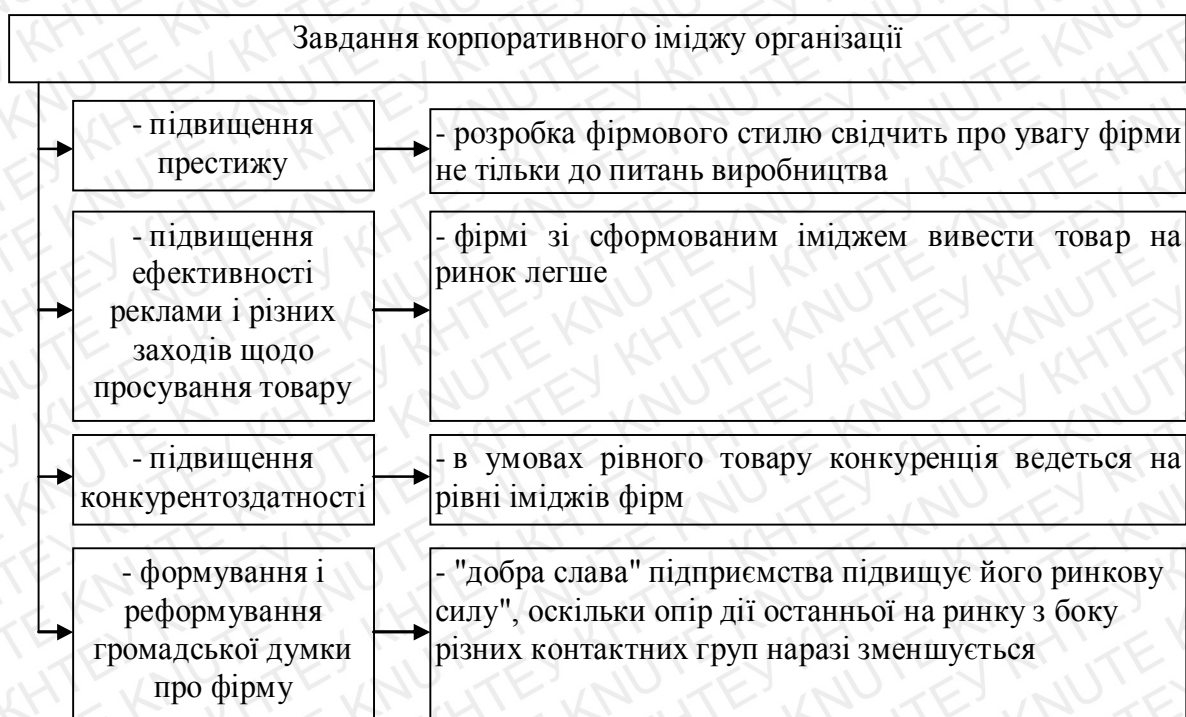 Завдання корпоративного іміджу організації
- підвищення
престижу
- розробка фірмового стилю свідчить про увагу фірми
не тільки до питань виробництва
- підвищення
ефективності
реклами і різних
заходів щодо
просування товару
- фірмі зі сформованим іміджем вивести товар на
ринок легше
- підвищення
конкурентоздатності
- в умовах рівного товару конкуренція ведеться на
рівні іміджів фірм
- формування і
реформування
громадської думки
про фірму
- "добра слава" підприємства підвищує його ринкову
силу", оскільки опір дії останньої на ринку з боку
різних контактних груп наразі зменшується